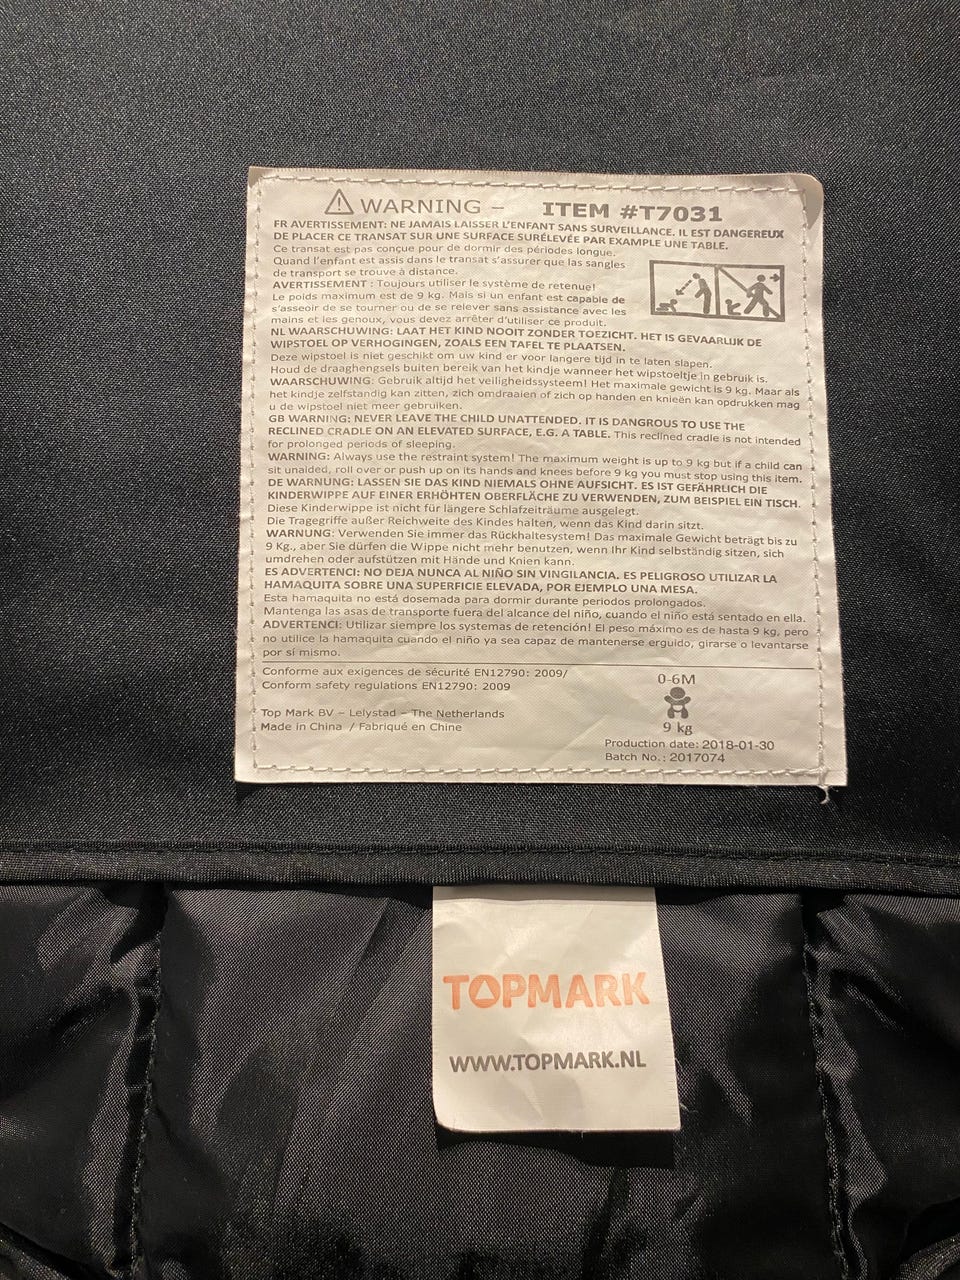 ⚠ WARNING – ITEM #T7031
FR AVERTISSEMENT: NE JAMAIS LAISSER L'ENFANT SANS SURVEILLANCE. IL EST DANGEREUX
DE PLACER CE TRANSAT SUR UNE SURFACE SURÉLEVÉE PAR EXAMPLE UNE TABLE.
Ce transat est pas conçue pour de dormir des périodes longue.
Quand l'enfant est assis dans le transat s'assurer que las sangles
de transport se trouve à distance.
AVERTISSEMENT : Toujours utiliser le système de retenue!
Le poids maximum est de 9 kg. Mais si un enfant est capable de
s'asseoir de se tourner ou de se relever sans assistance avec les
mains et les genoux, vous devez arrêter d'utiliser ce produit.
NL WAARSCHUWING: LAAT HET KIND NOOIT ZONDER TOEZICHT. HET IS GEVAARLIJK DE
WIPSTOEL OP VERHOGINGEN, ZOALS EEN TAFEL TE PLAATSEN.
Deze wipstoel is niet geschikt om uw kind er voor langere tijd in te laten slapen.
Houd de draaghengsels buiten bereik van het kindje wanneer het wipstoeltje in gebruik is.
WAARSCHUWING: Gebruik altijd het veiligheidssysteem! Het maximale gewicht is 9 kg. Maar als
het kindje zelfstandig kan zitten, zich omdraaien of zich op handen en knieën kan opdrukken mag
u de wipstoel niet meer gebruiken.
GB WARNING: NEVER LEAVE THE CHILD UNATTENDED. IT IS DANGROUS TO USE THE
RECLINED CRADLE ON AN ELEVATED SURFACE, E.G. A TABLE. This reclined cradle is not intended
for prolonged periods of sleeping.
WARNING: Always use the restraint system! The maximum weight is up to 9 kg but if a child can
sit unaided, roll over or push up on its hands and knees before 9 kg you must stop using this item.
DE WARNUNG: LASSEN SIE DAS KIND NIEMALS OHNE AUFSICHT. ES IST GEFÄHRLICH DIE
KINDERWIPPE AUF EINER ERHÖHTEN OBERFLÄCHE ZU VERWENDEN, ZUM BEISPIEL EIN TISCH.
Diese Kinderwippe ist nicht für längere Schlafzeiträume ausgelegt.
Die Tragegriffe außer Reichweite des Kindes halten, wenn das Kind darin sitzt.
WARNUNG: Verwenden Sie immer das Rückhaltesystem! Das maximale Gewicht beträgt bis zu
9 Kg., aber Sie dürfen die Wippe nicht mehr benutzen, wenn Ihr Kind selbständig sitzen, sich
umdrehen oder aufstützen mit Hände und Knien kann.
ES ADVERTENCI: NO DEJA NUNCA AL NIÑO SIN VINGILANCIA. ES PELIGROSO UTILIZAR LA
HAMAQUITA SOBRE UNA SUPERFICIE ELEVADA, POR EJEMPLO UNA MESA.
Esta hamaquita no está dosemada para dormir durante periodos prolongados.
Mantenga las asas de transporte fuera del alcance del niño, cuando el niño está sentado en ella.
ADVERTENCI: Utilizar siempre los systemas de retención! El peso máximo es de hasta 9 kg, pero
no utilice la hamaquita cuando el niño ya sea capaz de mantenerse erguido, girarse o levantarse
por sí mismo.
Conforme aux exigences de sécurité EN12790: 2009/
Conform safety regulations EN12790: 2009
Top Mark BV – Lelystad – The Netherlands
Made in China / Fabriqué en Chine
0-6M
9 kg
Production date: 2018-01-30
Batch No.: 2017074
TOPMARK
WWW.TOPMARK.NL